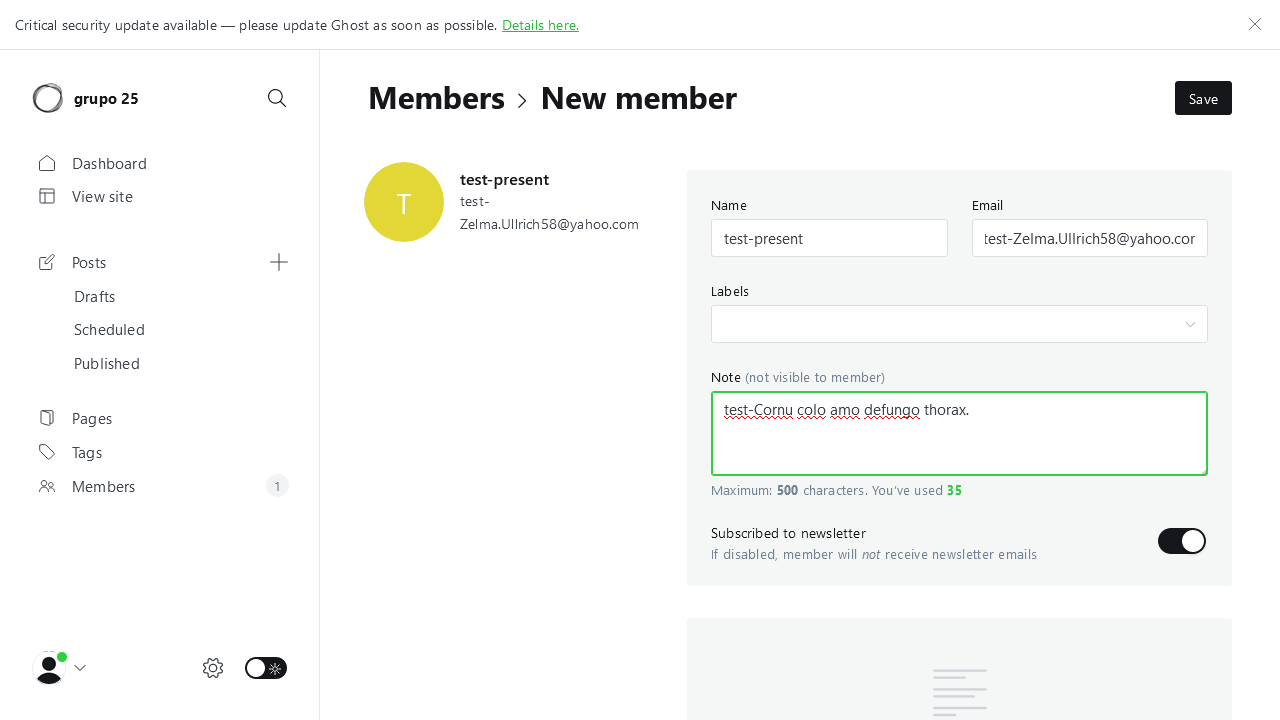 Critical security update available — please update Ghost as soon as possible. Details here.
grupo 25
Dashboard
View site
Posts
Drafts
Scheduled
Published
Pages
Tags
Members 1
Members > New member
Save
T
test-present
test-
Zelma.Ullrich58@yahoo.com
Name
test-present
Email
test-Zelma.Ullrich58@yahoo.cor
Labels
Note (not visible to member)
test-Cornu colo amo defungo thorax.
Maximum: 500 characters. You've used 35
Subscribed to newsletter
If disabled, member will not receive newsletter emails